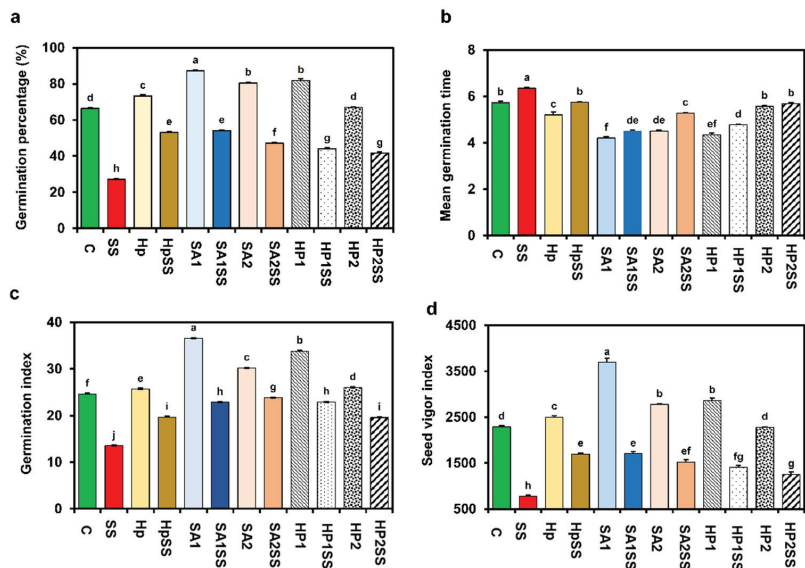 a
Germination percentage (%)
100
80
60
40
20
0
d
h
c
e
a
e
b
f
b
g
d
g
C
SS
Hp
HpSS
SA1
SA1SS
SA2
SA2SS
HP1
HP1SS
HP2
HP2SS
b
Mean germination time
8
6
4
2
0
b
a
c
b
f
de
de
c
ef
d
b
b
C
SS
Hp
HpSS
SA1
SA1SS
SA2
SA2SS
HP1
HP1SS
HP2
HP2SS
c
Germination index
40
30
20
10
0
f
j
e
i
a
h
c
g
b
h
d
i
C
SS
Hp
HpSS
SA1
SA1SS
SA2
SA2SS
HP1
HP1SS
HP2
HP2SS
d
Seed vigor index
4500
3500
2500
1500
500
d
h
c
e
a
e
b
ef
b
fg
d
g
C
SS
Hp
HpSS
SA1
SA1SS
SA2
SA2SS
HP1
HP1SS
HP2
HP2SS